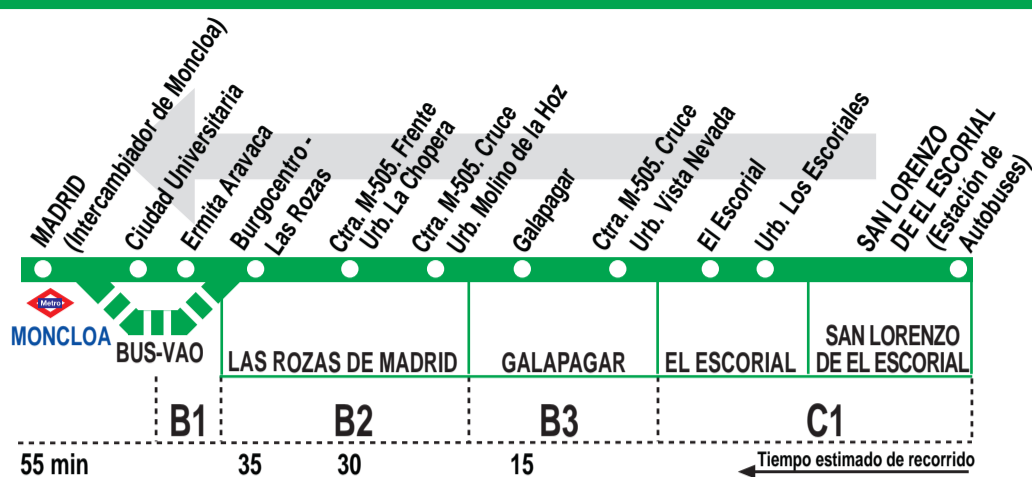 MADRID
(Intercambiador de Moncloa)
Ciudad Universitaria
Ermita Aravaca
Burgocentro -
Las Rozas
Ctra. M-505. Frente
Urb. La Chopera
Ctra. M-505. Cruce
Urb. Molino de la Hoz
Galapagar
Ctra. M-505. Cruce
Urb. Vista Nevada
El Escorial
Urb. Los Escoriales
SAN LORENZO
DE EL ESCORIAL
(Estación de
Autobuses)
Metro
MONCLOA
BUS-VAO
LAS ROZAS DE MADRID
GALAPAGAR
EL ESCORIAL
SAN LORENZO
DE EL ESCORIAL
B1
B2
B3
C1
55 min
35
30
15
Tiempo estimado de recorrido